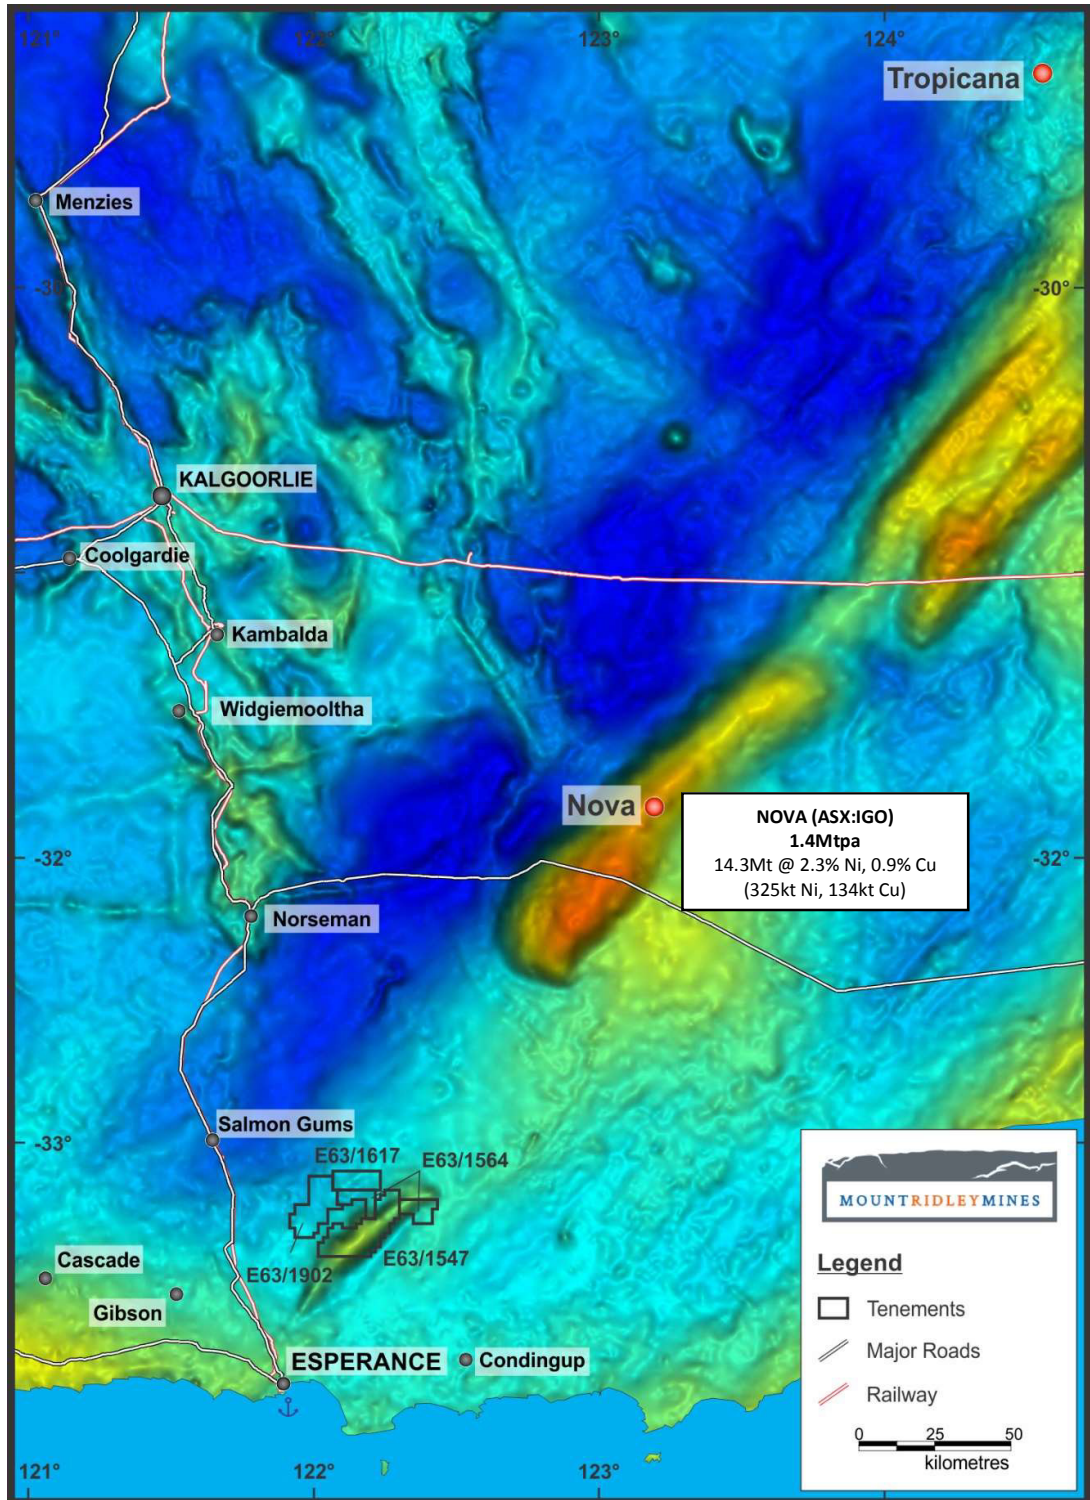 121°
122°
123°
124°
Tropicana
Menzies
-30°
-30°
KALGOORLIE
Coolgardie
Kambalda
Widgiemooltha
Nova
NOVA (ASX:IGO)
1.4Mtpa
14.3Mt @ 2.3% Ni, 0.9% Cu
(325kt Ni, 134kt Cu)
-32°
-32°
Norseman
Salmon Gums
-33°
E63/1617
E63/1564
E63/1547
E63/1902
Cascade
Gibson
ESPERANCE
Condingup
MOUNTRIDLEYMINES
Legend
Tenements
Major Roads
Railway
0 25 50
kilometres
121°
122°
123°